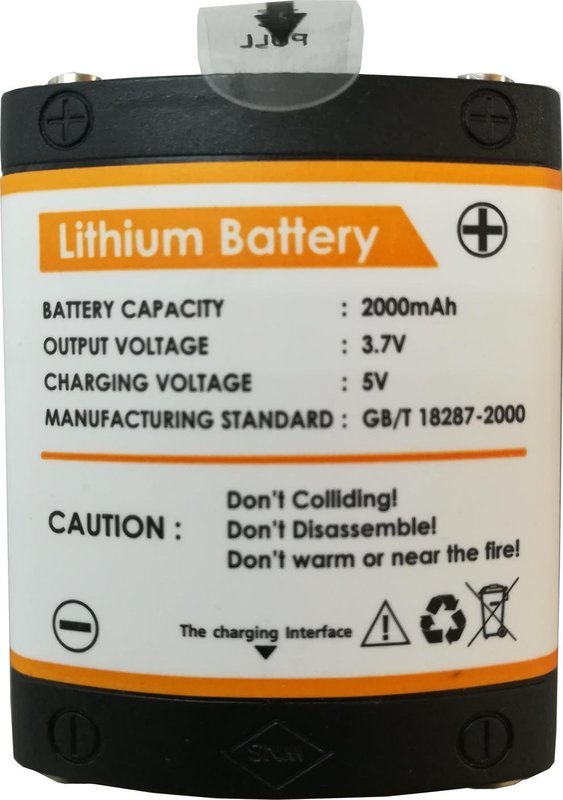 PULL
Lithium Battery
BATTERY CAPACITY : 2000mAh
OUTPUT VOLTAGE : 3.7V
CHARGING VOLTAGE : 5V
MANUFACTURING STANDARD : GB/T 18287-2000
CAUTION :
Don't Colliding!
Don't Disassemble!
Don't warm or near the fire!
The charging Interface